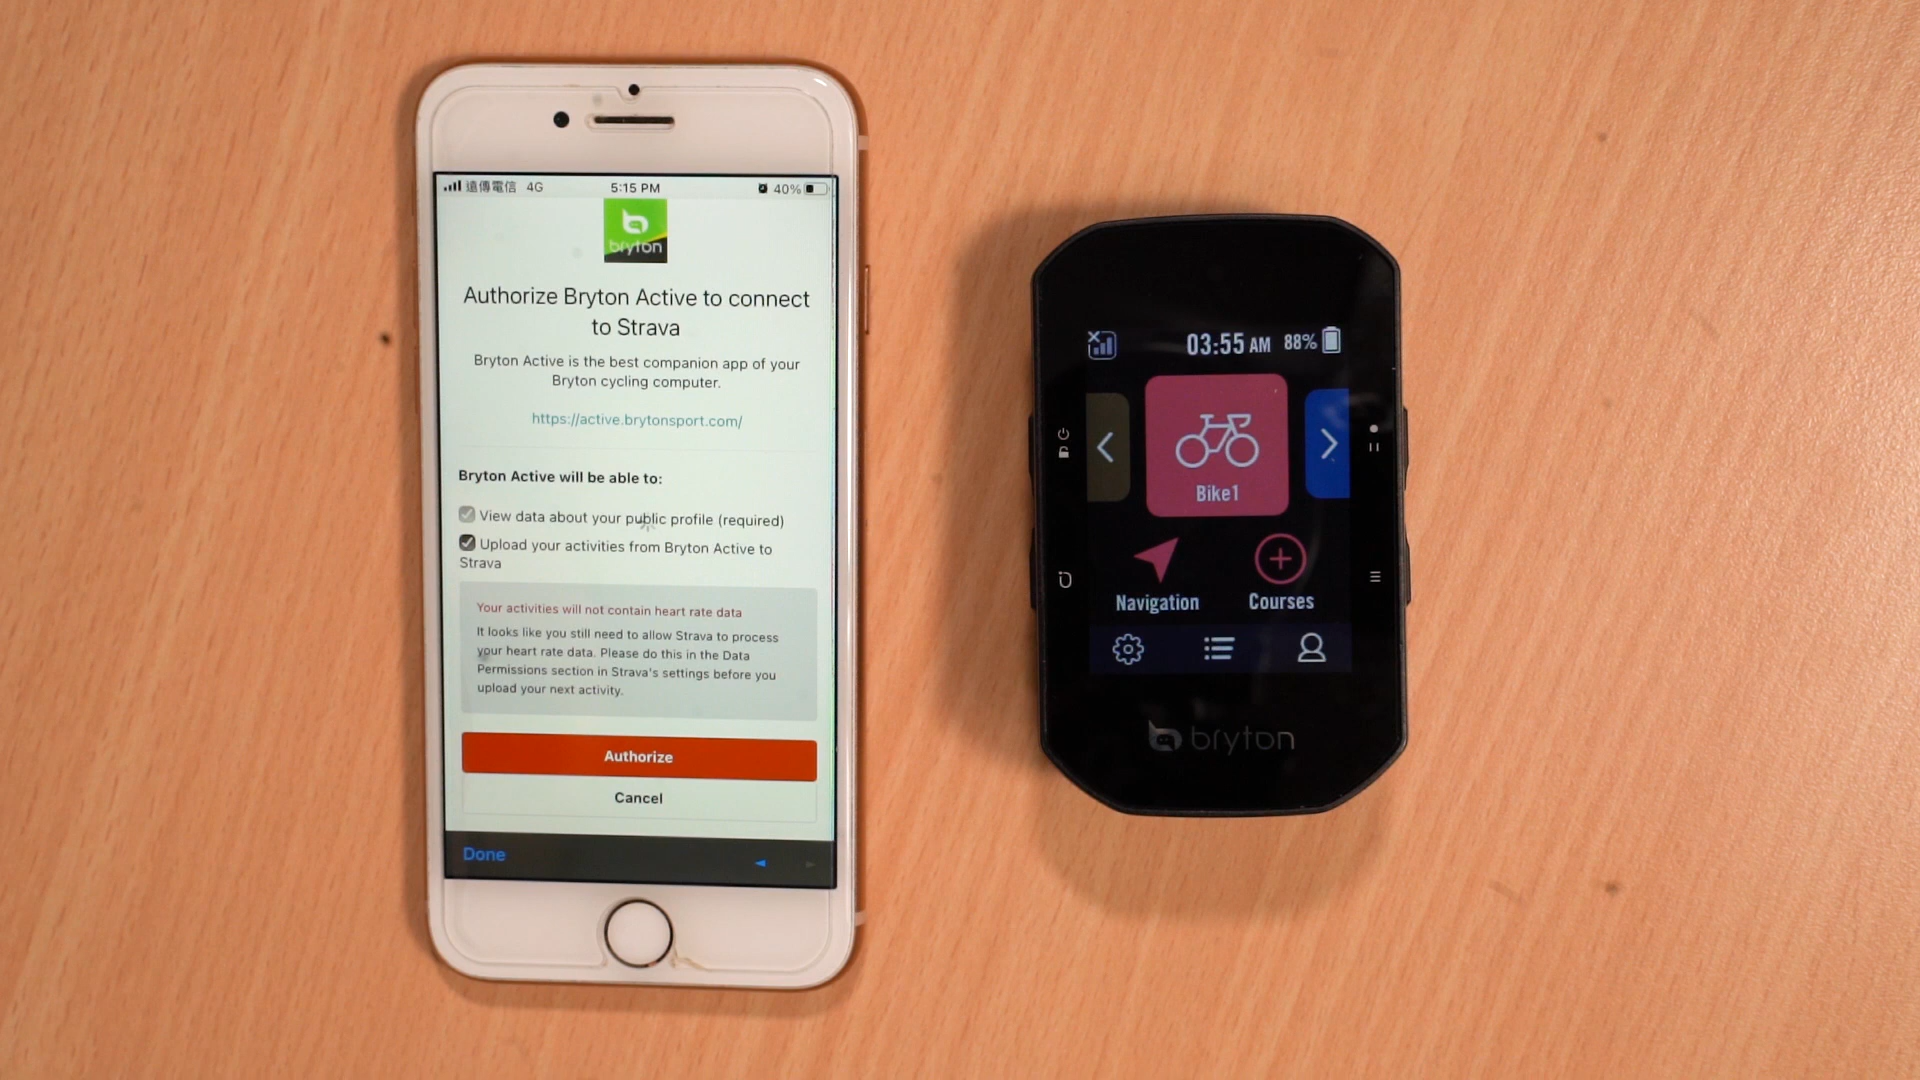 遠傳電信 4G 5:15 PM 40%
bryton
Authorize Bryton Active to connect
to Strava
Bryton Active is the best companion app of your
Bryton cycling computer.
https://active.brytonsport.com/
Bryton Active will be able to:
View data about your public profile (required)
Upload your activities from Bryton Active to
Strava
Your activities will not contain heart rate data
It looks like you still need to allow Strava to process
your heart rate data. Please do this in the Data
Permissions section in Strava's settings before you
upload your next activity.
Authorize
Cancel
Done
03:55 AM 88%
Bike1
Navigation Courses
bryton